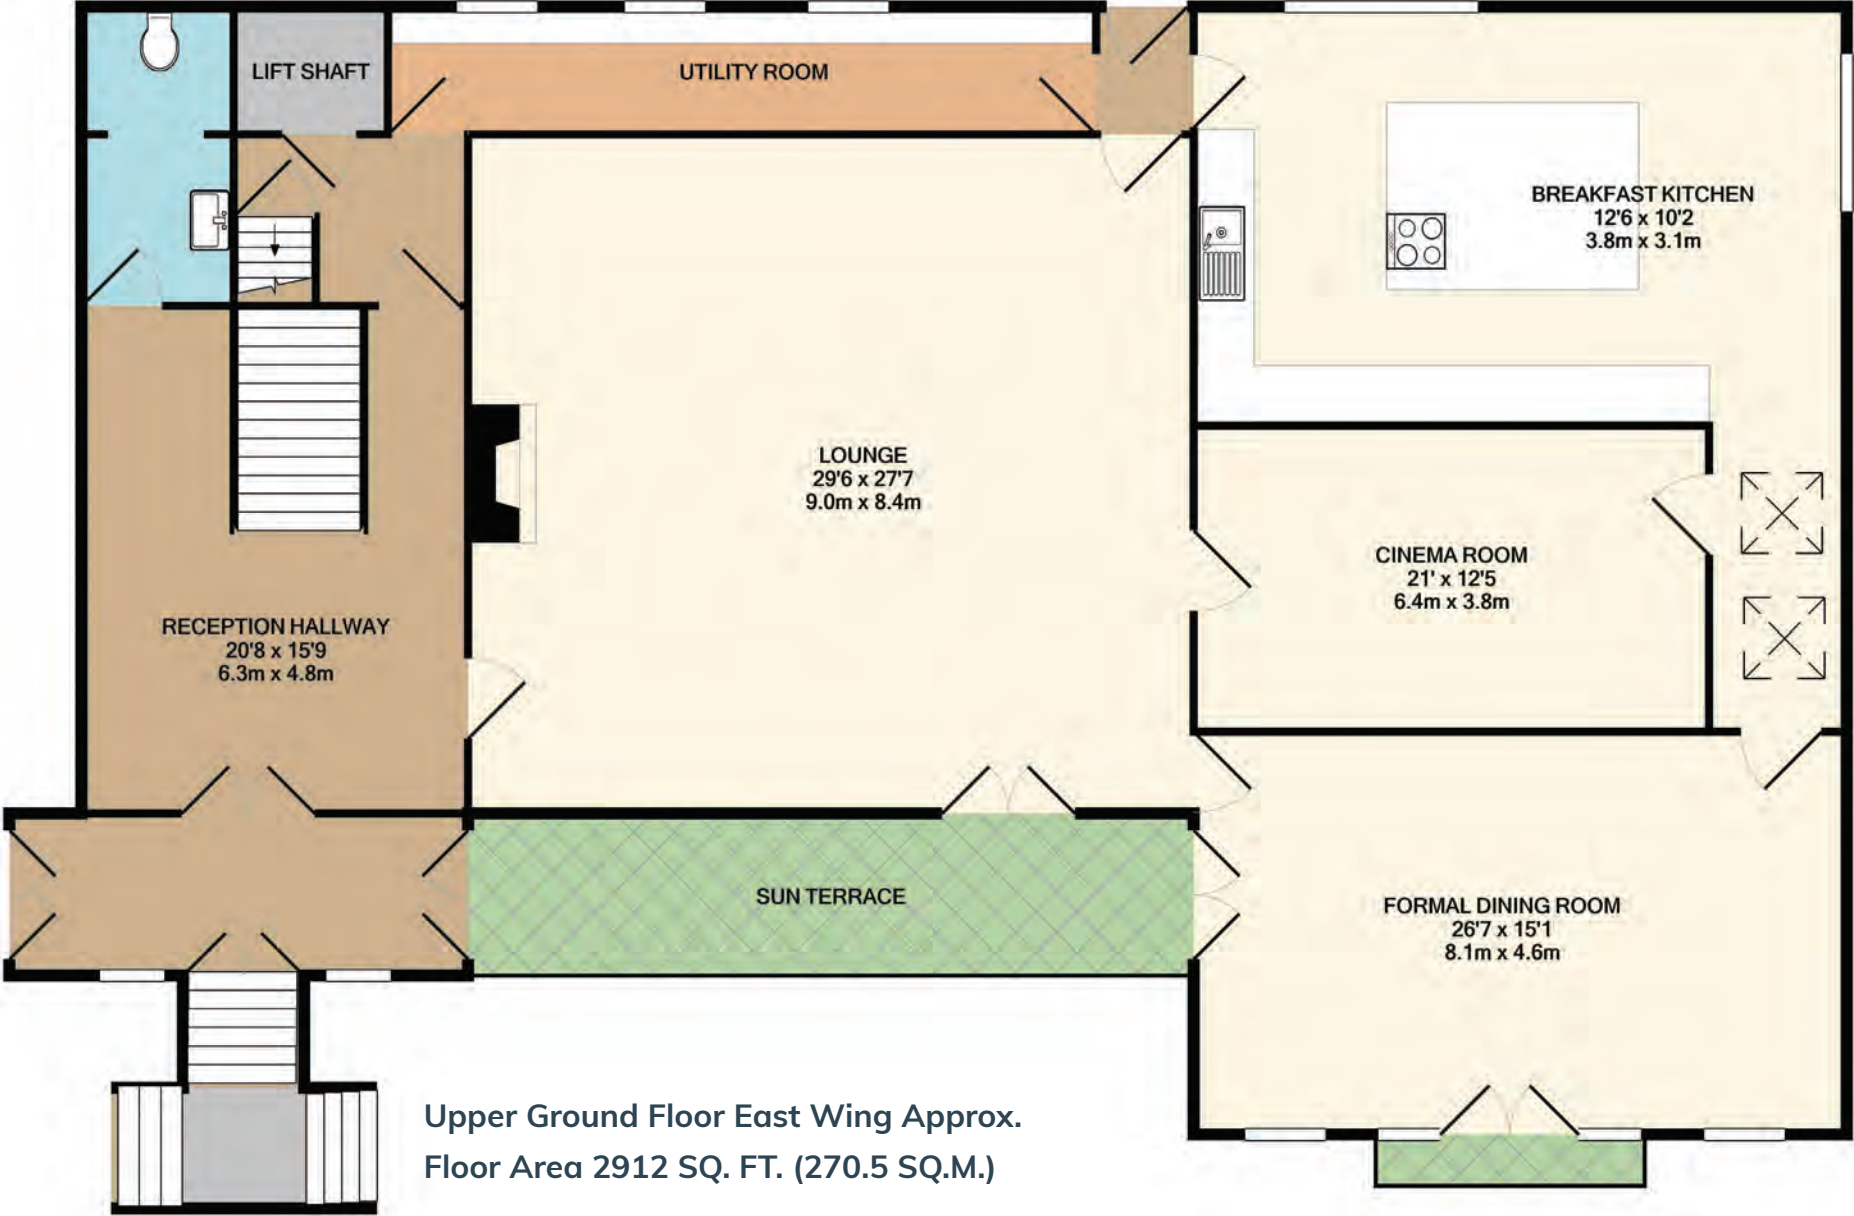 LIFT SHAFT
UTILITY ROOM
BREAKFAST KITCHEN
12'6 x 10'2
3.8m x 3.1m
LOUNGE
29'6 x 27'7
9.0m x 8.4m
CINEMA ROOM
21' x 12'5
6.4m x 3.8m
RECEPTION HALLWAY
20'8 x 15'9
6.3m x 4.8m
SUN TERRACE
FORMAL DINING ROOM
26'7 x 15'1
8.1m x 4.6m
Upper Ground Floor East Wing Approx.
Floor Area 2912 SQ. FT. (270.5 SQ.M.)